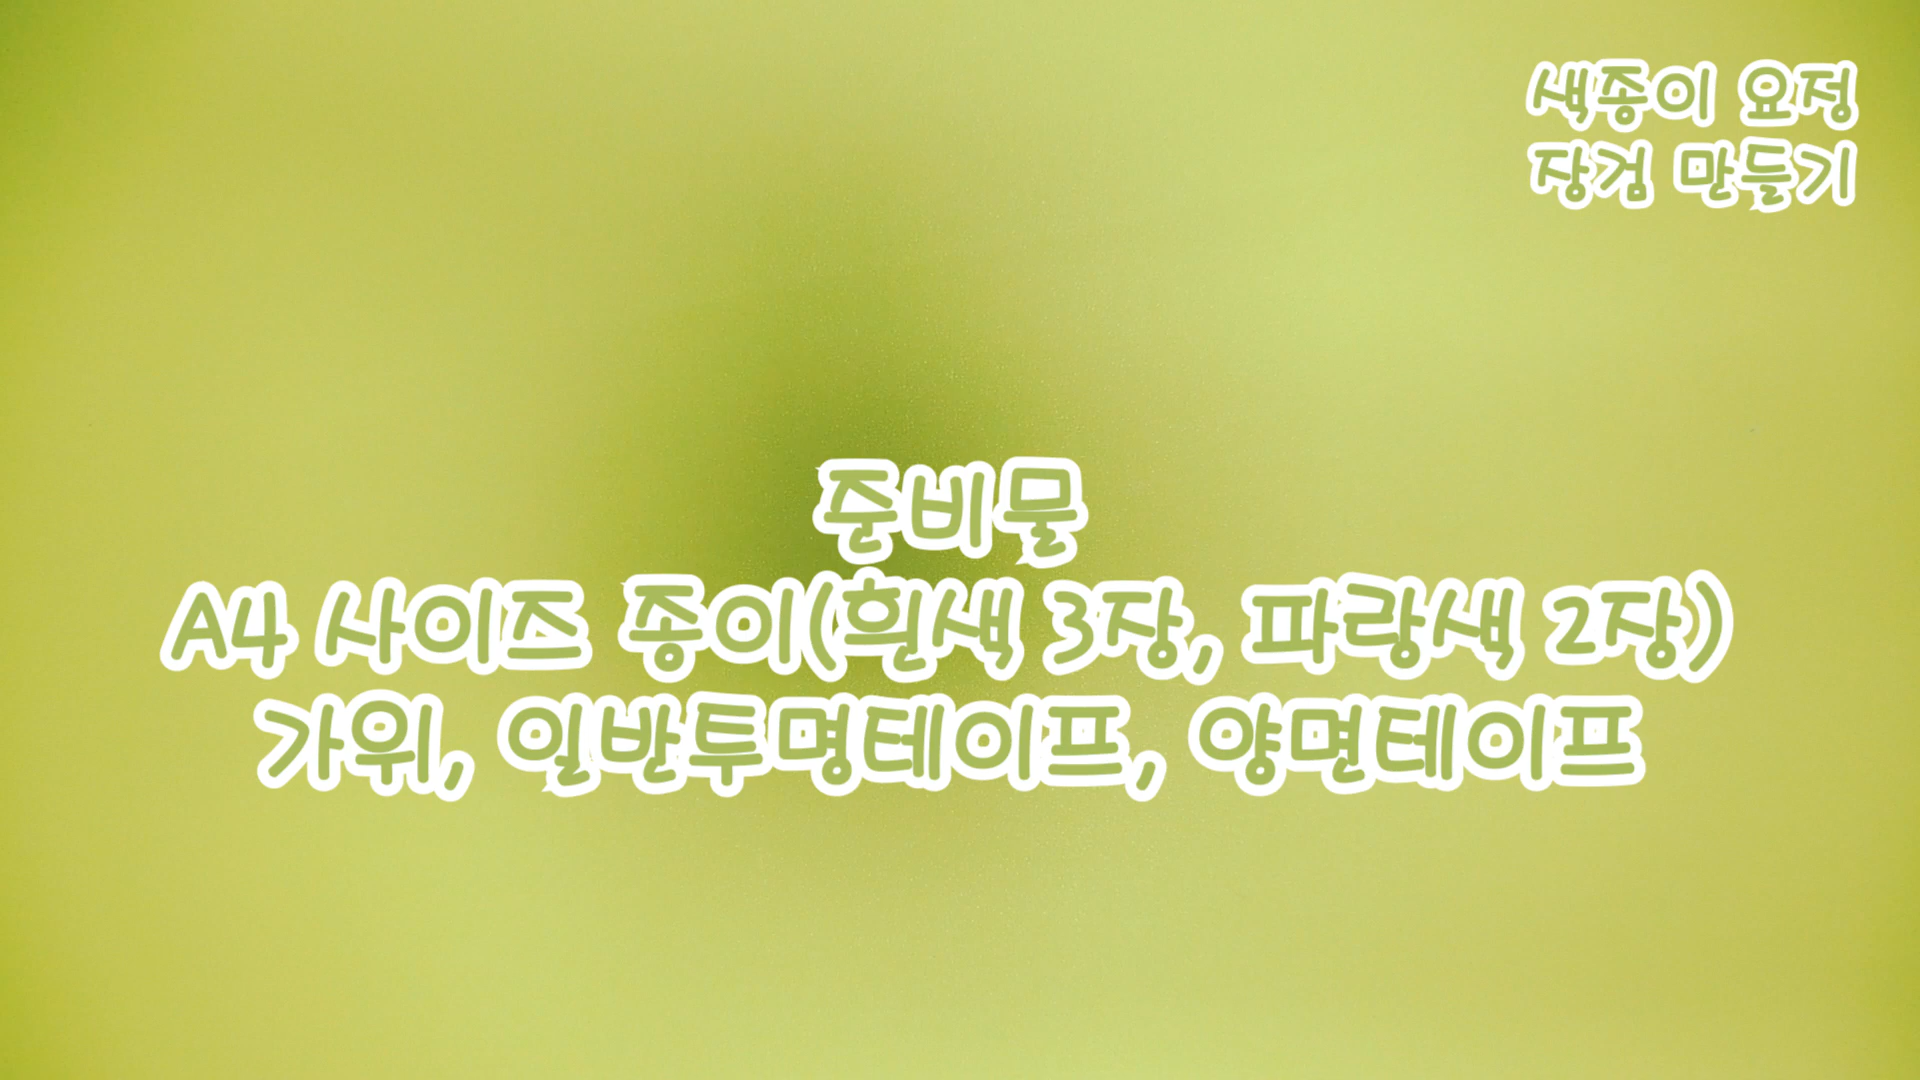 색종이 요정
장검 만들기
준비물
A4 사이즈 종이(흰색 3장, 파랑색 2장)
가위, 일반투명테이프, 양면테이프